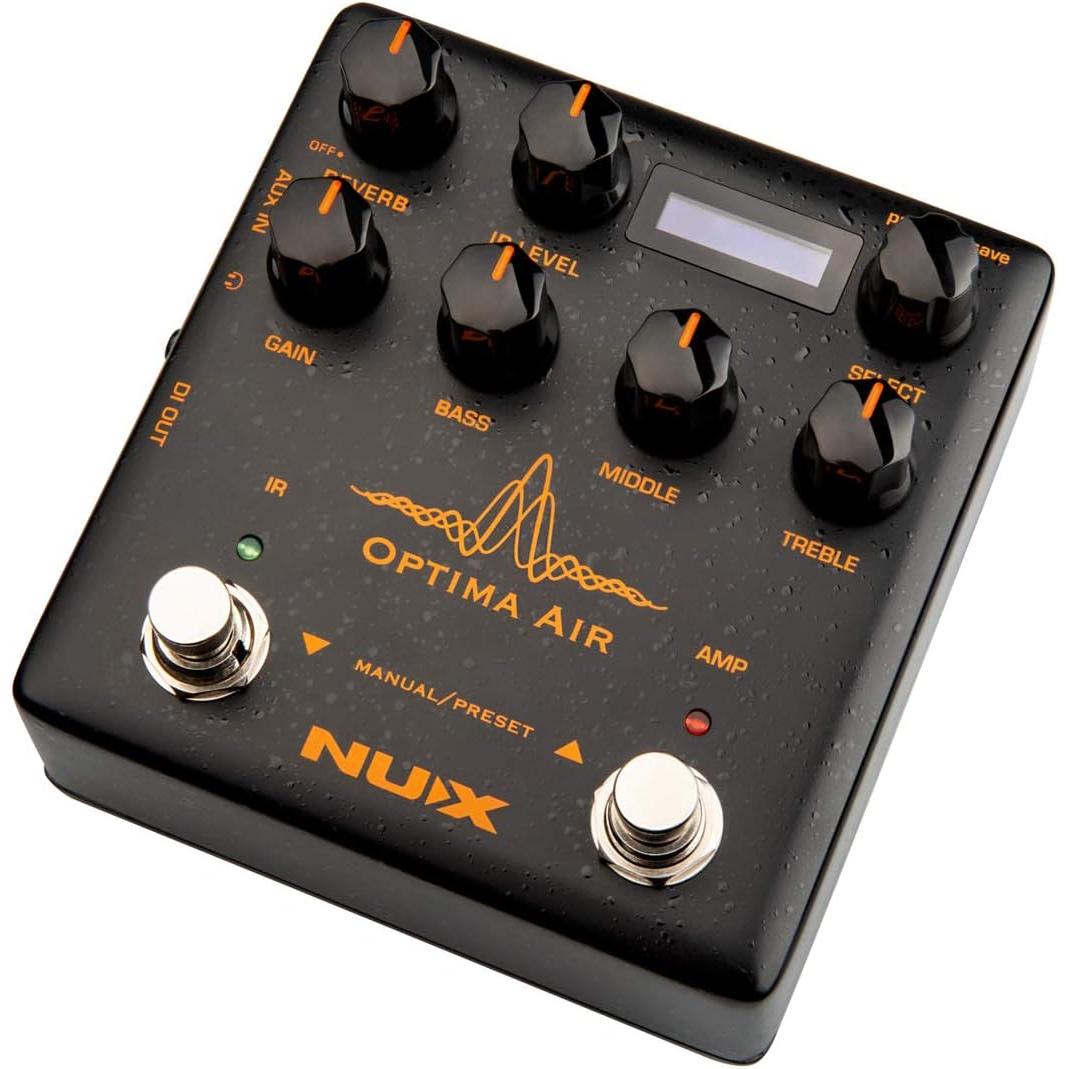 OFF
REVERB
AUX IN
IR LEVEL
save
GAIN
BASS
MIDDLE
SELECT
TREBLE
DI OUT
IR
OPTIMA AIR
AMP
MANUAL/PRESET
NUX